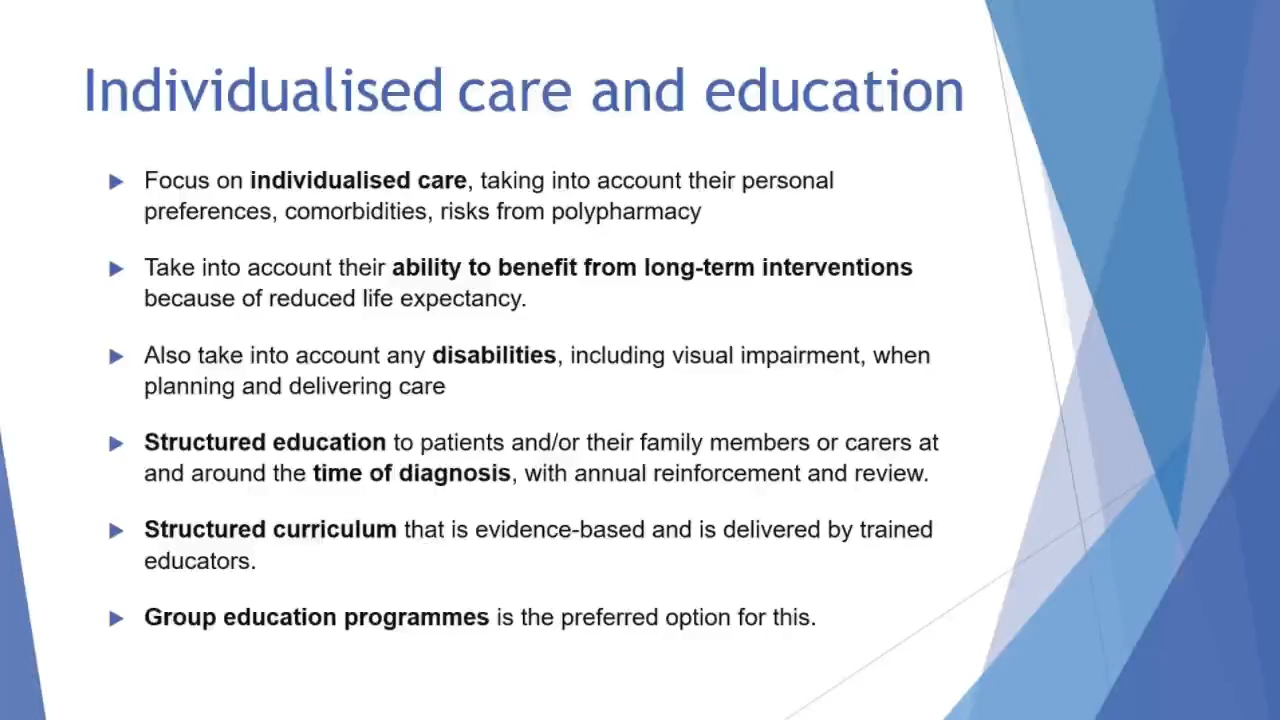 Individualised care and education
Focus on individualised care, taking into account their personal
preferences, comorbidities, risks from polypharmacy
Take into account their ability to benefit from long-term interventions
because of reduced life expectancy.
Also take into account any disabilities, including visual impairment, when
planning and delivering care
Structured education to patients and/or their family members or carers at
and around the time of diagnosis, with annual reinforcement and review.
Structured curriculum that is evidence-based and is delivered by trained
educators.
Group education programmes is the preferred option for this.